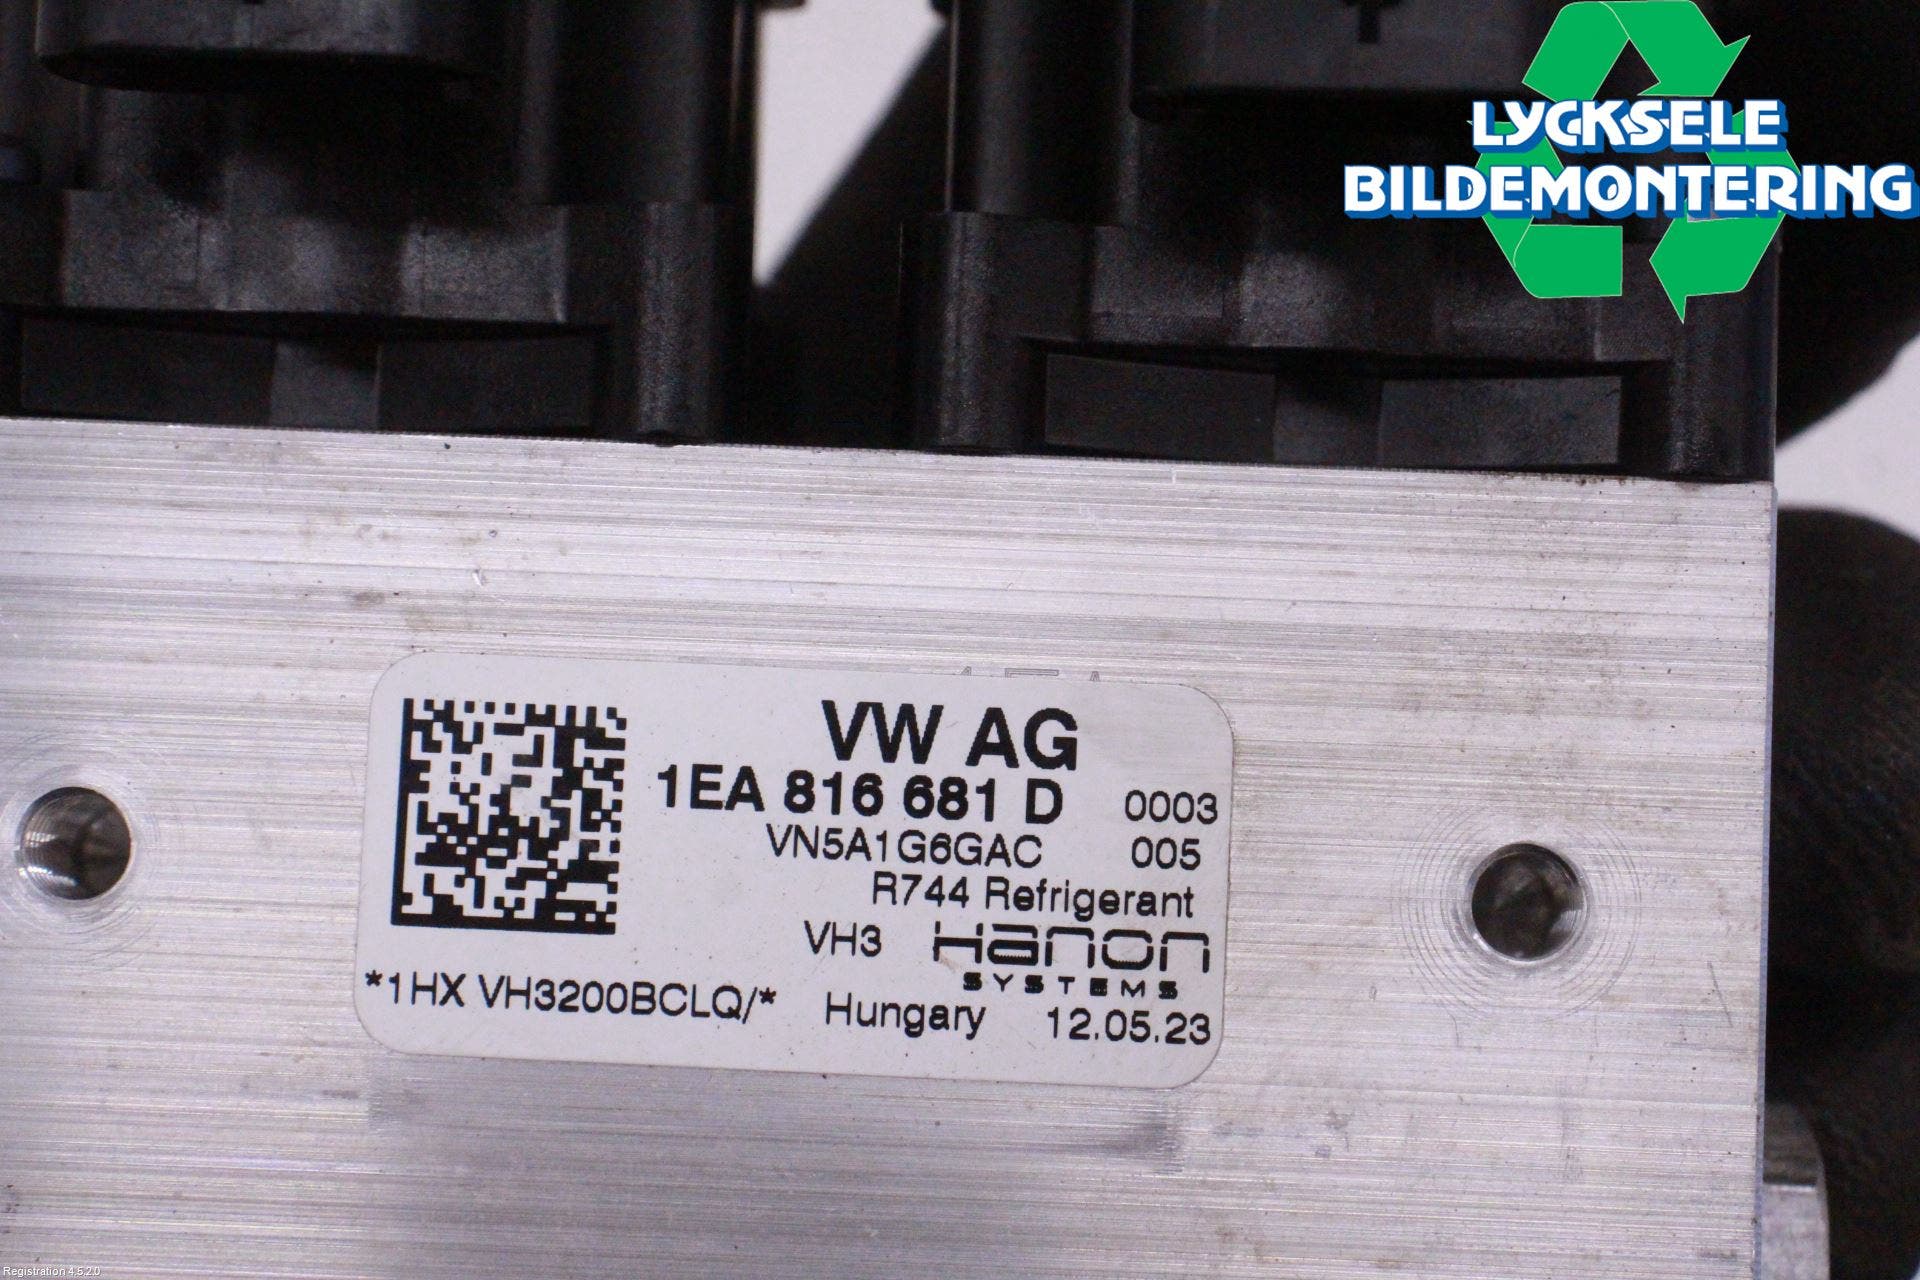 LYCKSELE
BILDEMONTERING
VW AG
1EA 816 681 D 0003
VN5A1G6GAC 005
R744 Refrigerant
VH3 Hanon
SYSTEMS
*1HX VH3200BCLQ/* Hungary 12.05.23
Registration 4.5.2.0